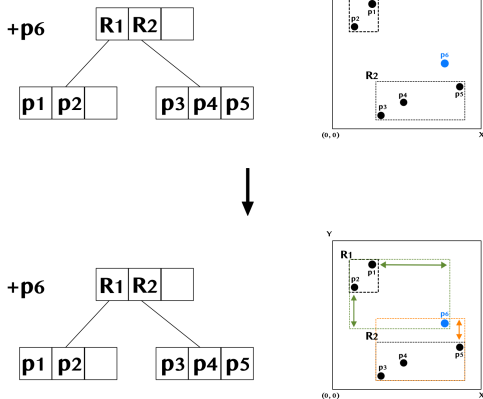 +p6
R1 R2
p1 p2
p3 p4 p5
p1
p2
p6
R2
p5
p4
p3
(0, 0)
X
+p6
R1 R2
p1 p2
p3 p4 p5
Y
R1
p1
p2
p6
R2
p5
p4
p3
(0, 0)
X